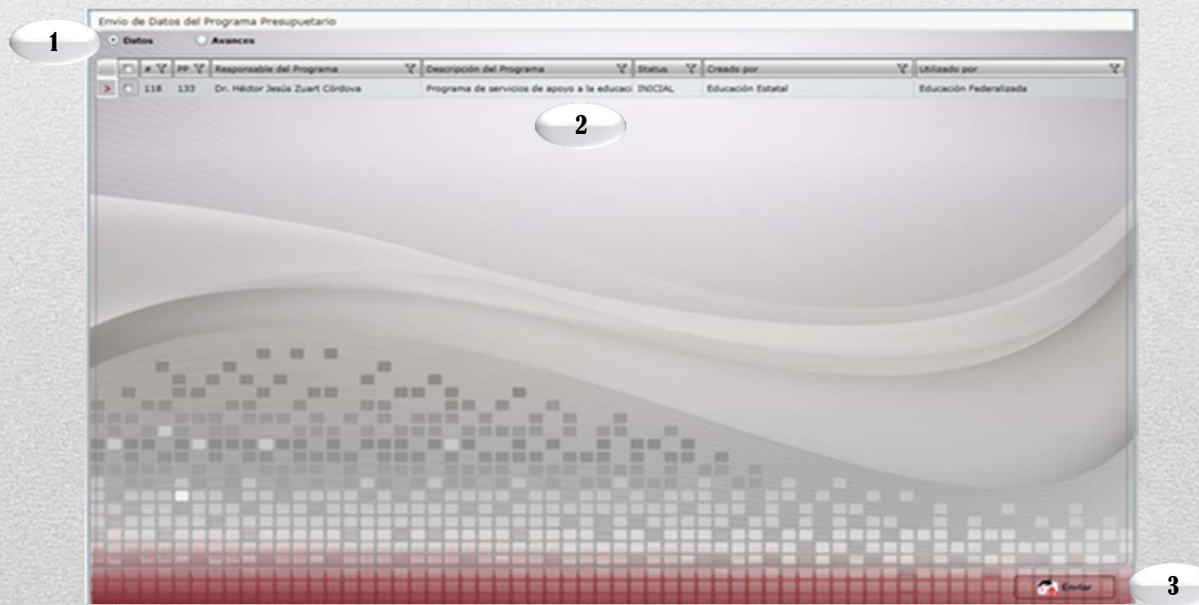 Envio de Datos del Programa Presupuetario
1
Datos Avances
# PP Responsable del Programa Descripción del Programa Status Creado por Utilizado por
118 133 Dr. Héctor Jesús Zuart Córdova Programa de servicios de apoyo a la educaci INICIAL Educación Estatal Educación Federalizada
2
Enviar
3